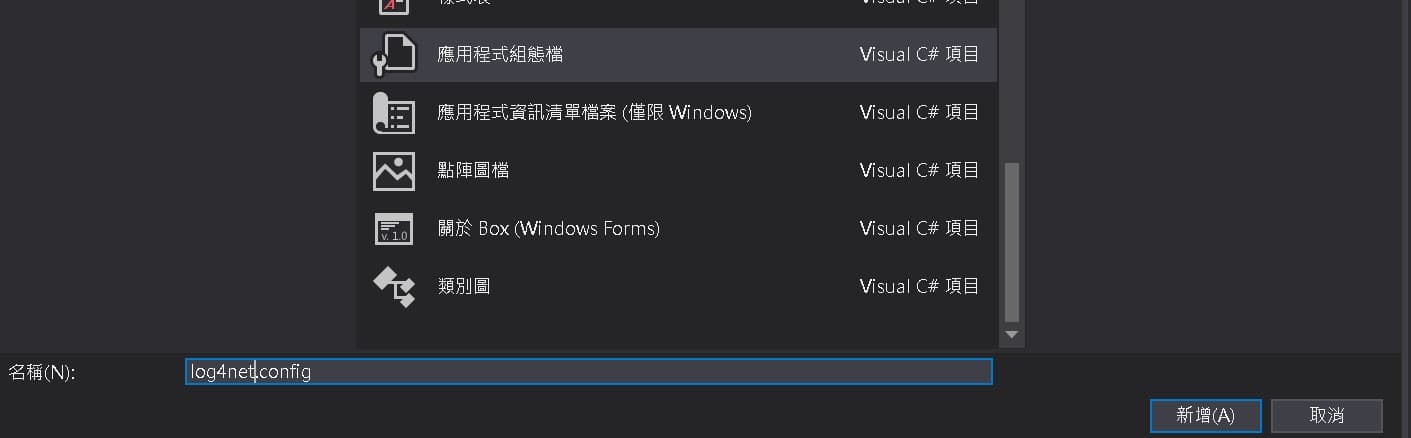 樣式表 Visual C# 項目
應用程式組態檔 Visual C# 項目
應用程式資訊清單檔案 (僅限 Windows) Visual C# 項目
點陣圖檔 Visual C# 項目
v. 1.0 關於 Box (Windows Forms) Visual C# 項目
類別圖 Visual C# 項目
名稱(N): log4net.config
新增(A) 取消